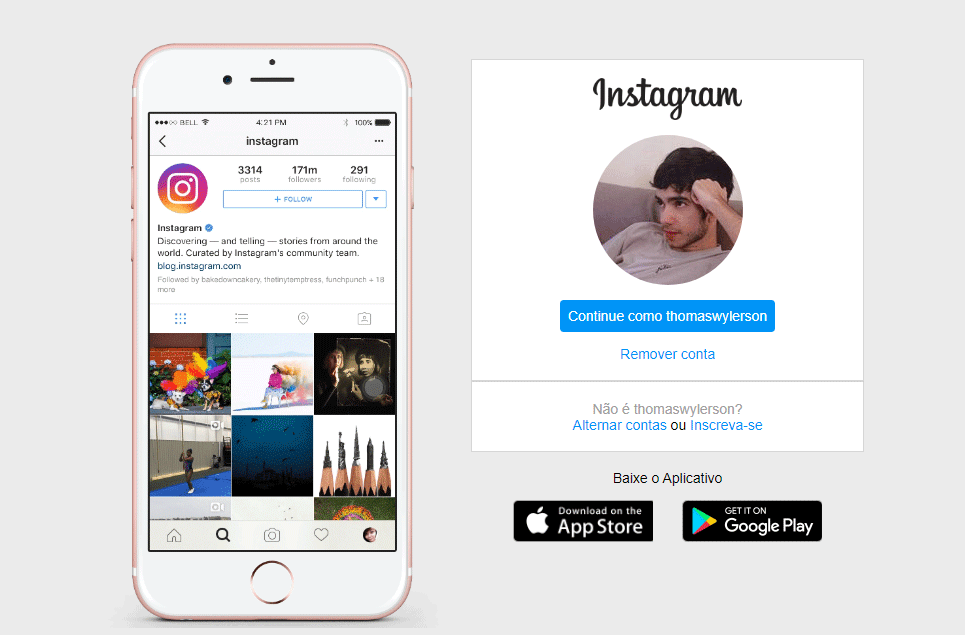 BELL
4:21 PM
100%
instagram
3314
171m
291
posts
followers
following
+ FOLLOW
Instagram
Discovering — and telling — stories from around the
world. Curated by Instagram's community team.
blog.instagram.com
Followed by bakedowncakery, thetinytemptress, funchpunch + 18
more
Instagram
Continue como thomaswylerson
Remover conta
Não é thomaswylerson?
Alternar contas ou Inscreva-se
Baixe o Aplicativo
Download on the
App Store
GET IT ON
Google Play